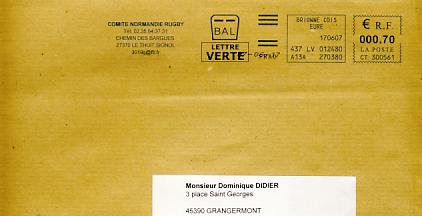 COMITE NORMANDIE RUGBY
Tél. 02.35.64.37.31
CHEMIN DES BARGUES
27370 LE THUIT SIGNOL
BAL
LETTRE
VERTE
BRIONNE CDIS
EURE
170607
437 LV 012480
A13A 270380
€ R.F.
000,70
LA POSTE
CT 300561
Monsieur Dominique DIDIER
3 place Saint Georges
45390 GRANGERMONT